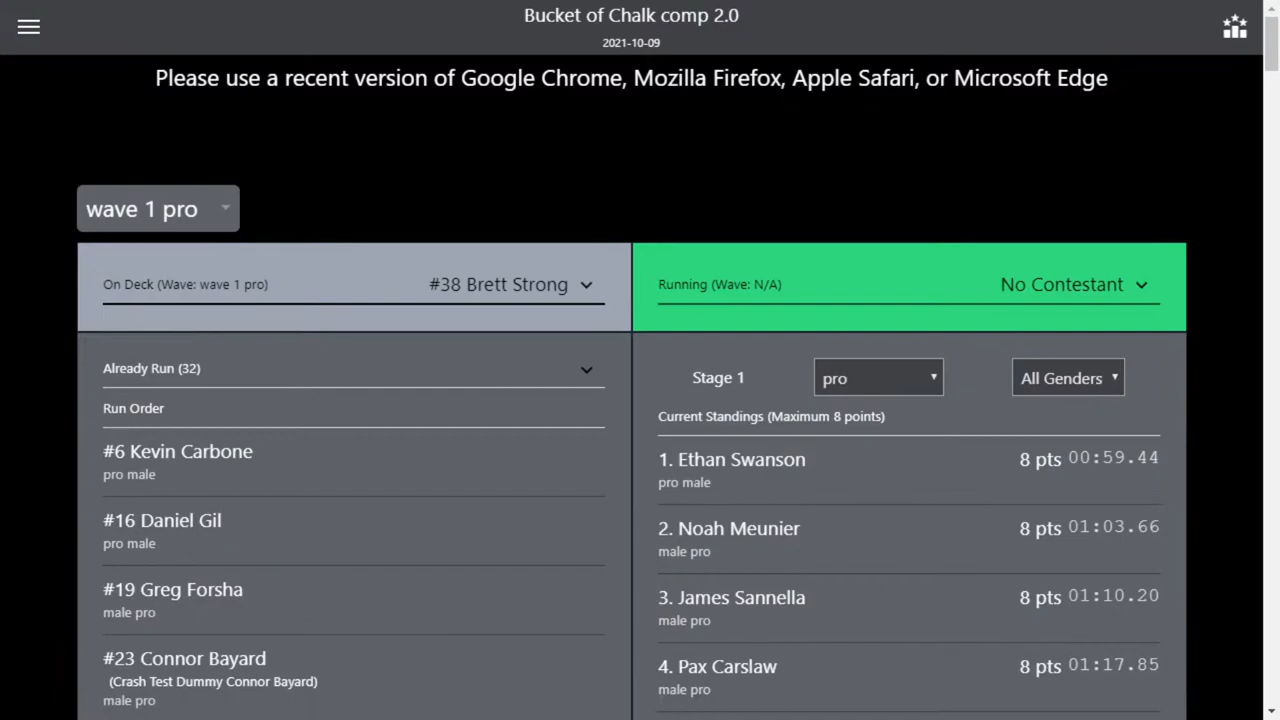 Bucket of Chalk comp 2.0
2021-10-09
Please use a recent version of Google Chrome, Mozilla Firefox, Apple Safari, or Microsoft Edge
wave 1 pro
On Deck (Wave: wave 1 pro)
#38 Brett Strong
Already Run (32)
Run Order
#6 Kevin Carbone
pro male
#16 Daniel Gil
pro male
#19 Greg Forsha
male pro
#23 Connor Bayard
(Crash Test Dummy Connor Bayard)
male pro
Running (Wave: N/A)
No Contestant
Stage 1
pro
All Genders
Current Standings (Maximum 8 points)
1. Ethan Swanson 8 pts 00:59.44
pro male
2. Noah Meunier 8 pts 01:03.66
male pro
3. James Sannella 8 pts 01:10.20
male pro
4. Pax Carslaw 8 pts 01:17.85
male pro